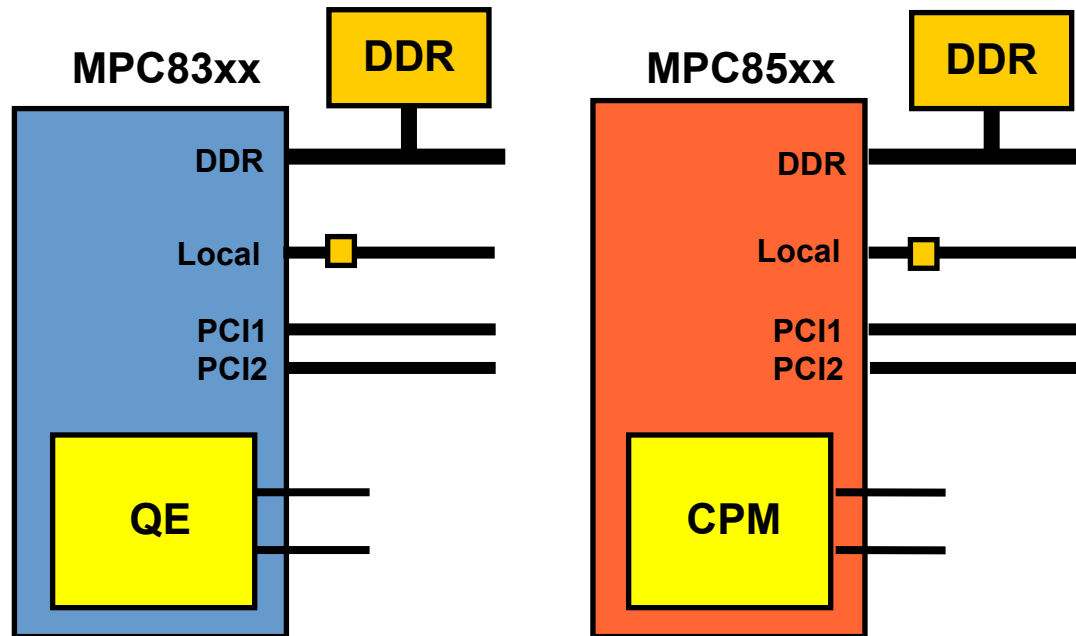 MPC83xx
DDR
DDR
Local
PCI1
PCI2
QE
MPC85xx
DDR
DDR
Local
PCI1
PCI2
CPM